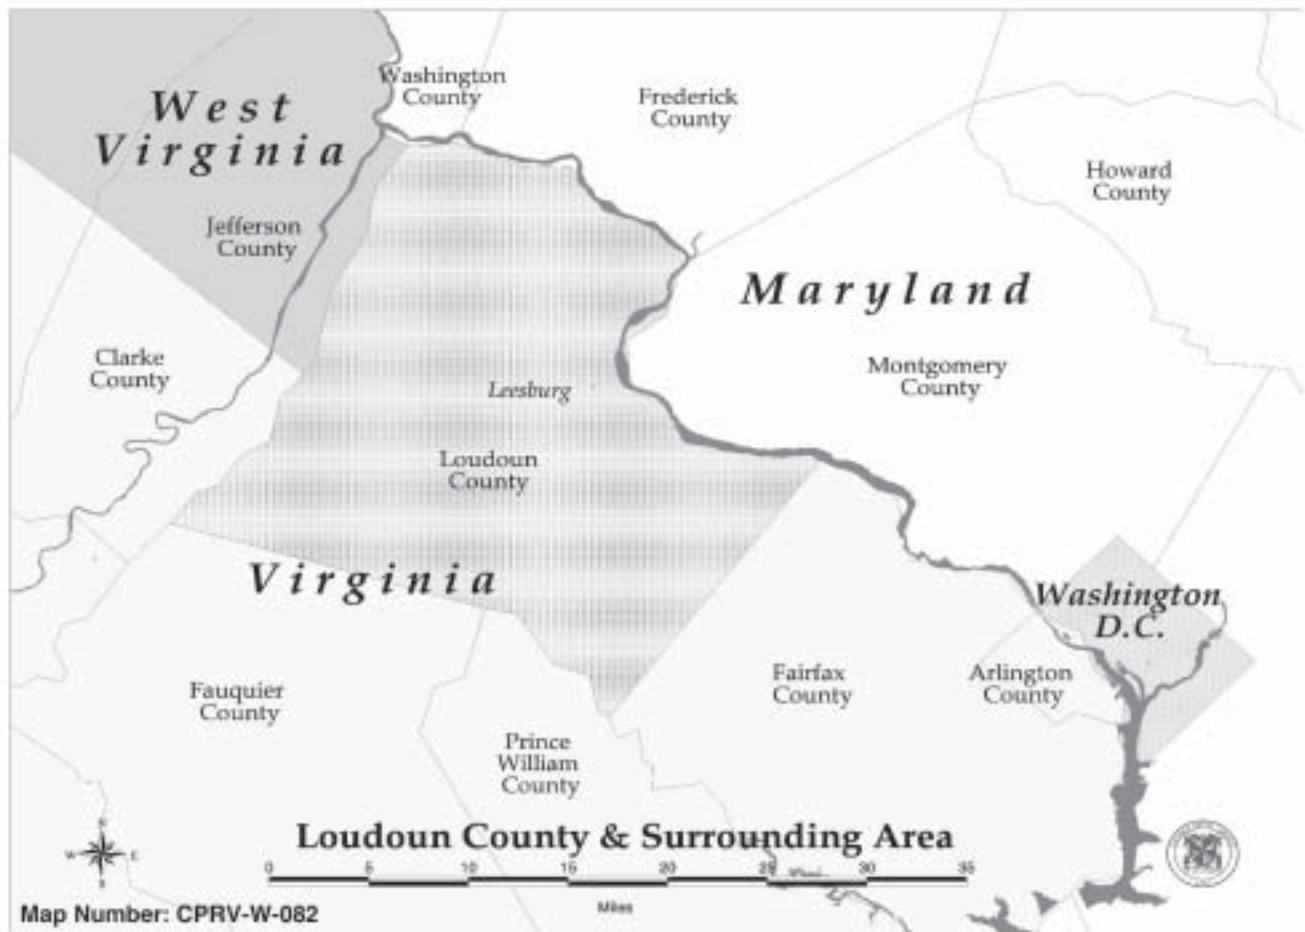 Washington
County
Frederick
County
West
Virginia
Howard
County
Jefferson
County
Maryland
Clarke
County
Montgomery
County
Leesburg
Loudoun
County
Virginia
Washington
D.C.
Fairfax
County
Arlington
County
Fauquier
County
Prince
William
County
Loudoun County & Surrounding Area
N
W
E
S
0 5 10 15 20 25 30 35
Miles
Map Number: CPRV-W-082